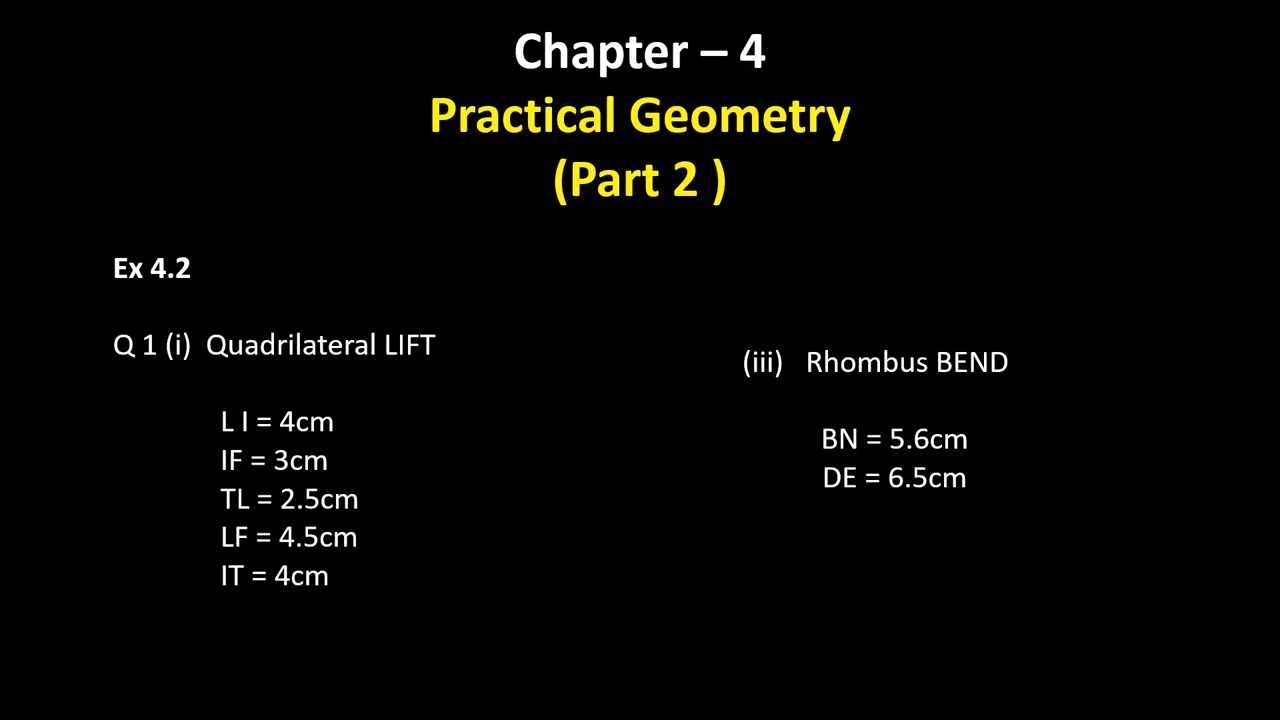 Chapter – 4
Practical Geometry
(Part 2 )
Ex 4.2
Q 1 (i) Quadrilateral LIFT
L I = 4cm
IF = 3cm
TL = 2.5cm
LF = 4.5cm
IT = 4cm
(iii) Rhombus BEND
BN = 5.6cm
DE = 6.5cm